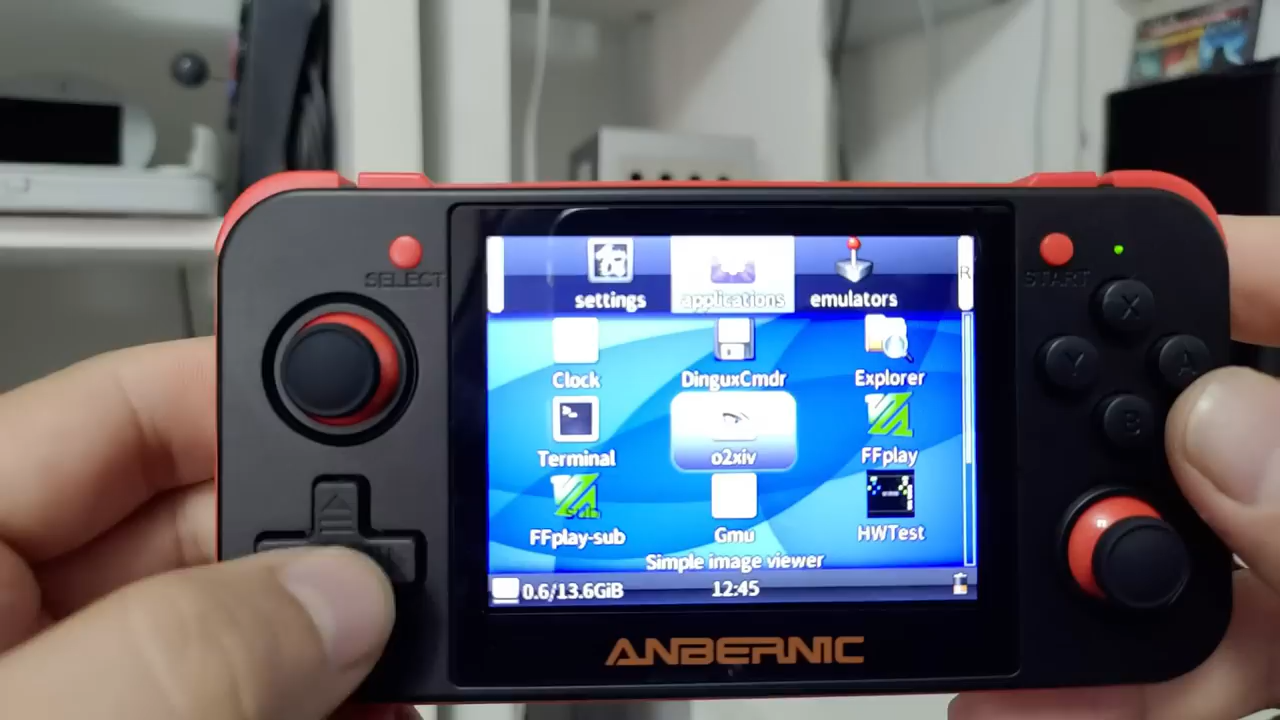 SELECT
START
settings
applications
emulators
R
Clock
DinguxCmdr
Explorer
Terminal
o2xiv
FFplay
FFplay-sub
Gmu
HWTest
Simple image viewer
0.6/13.6GiB
12:45
X
Y
A
B
ANBERNIC